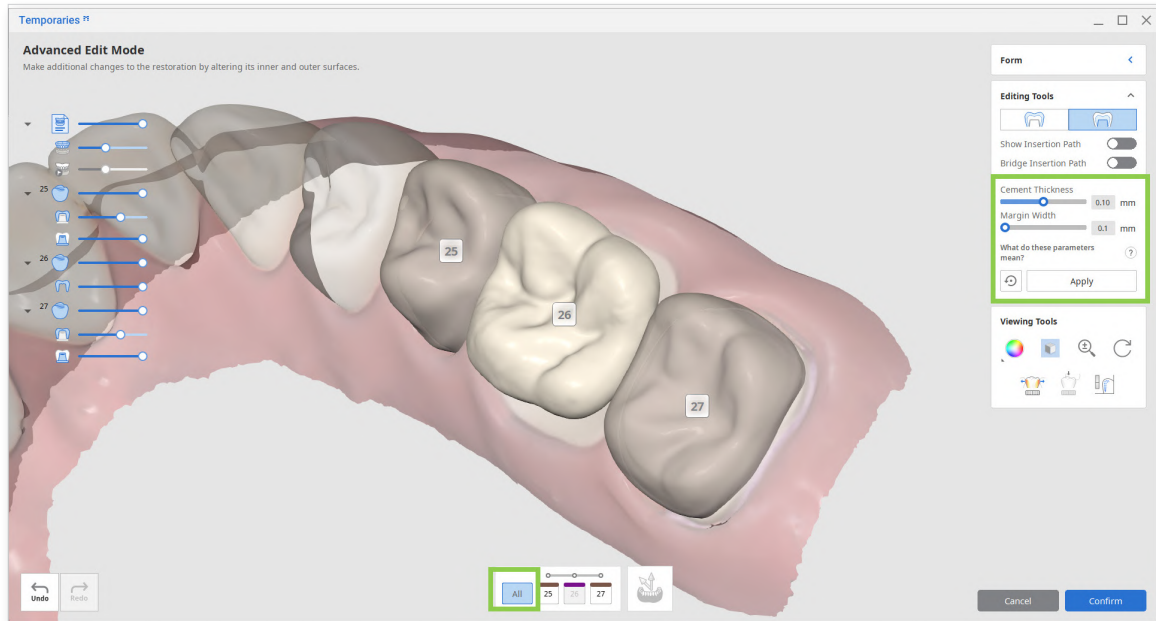 Temporaries
Advanced Edit Mode
Make additional changes to the restoration by altering its inner and outer surfaces.
Form
Editing Tools
Show Insertion Path
Bridge Insertion Path
Cement Thickness
0.10 mm
Margin Width
0.1 mm
What do these parameters
mean?
?
Apply
Viewing Tools
25
26
27
25
26
27
Undo
Redo
All
25
26
27
Cancel
Confirm